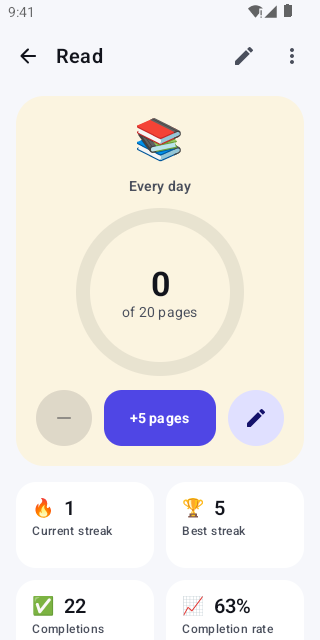 9:41
Read
Every day
0
of 20 pages
+5 pages
1
Current streak
5
Best streak
22
Completions
63%
Completion rate